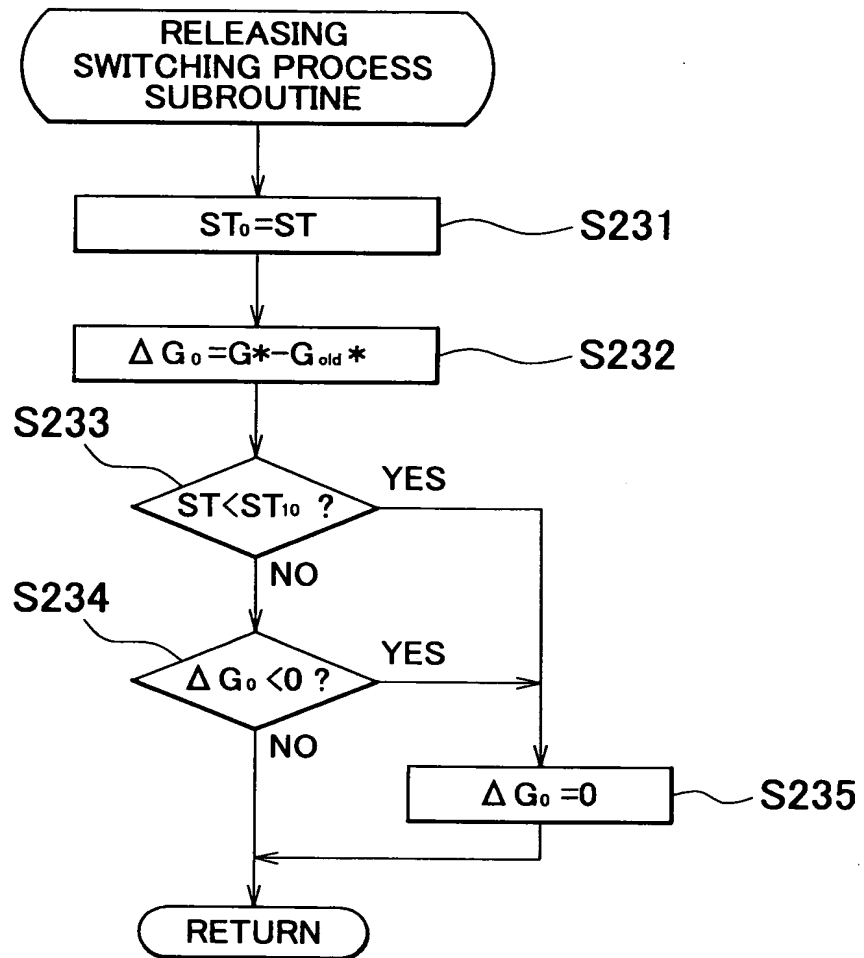 RELEASING
SWITCHING PROCESS
SUBROUTINE
ST₀=ST
S231
ΔG₀=G*-G old *
S232
S233
ST<ST₁₀ ?
YES
NO
S234
ΔG₀<0 ?
YES
NO
ΔG₀=0
S235
RETURN